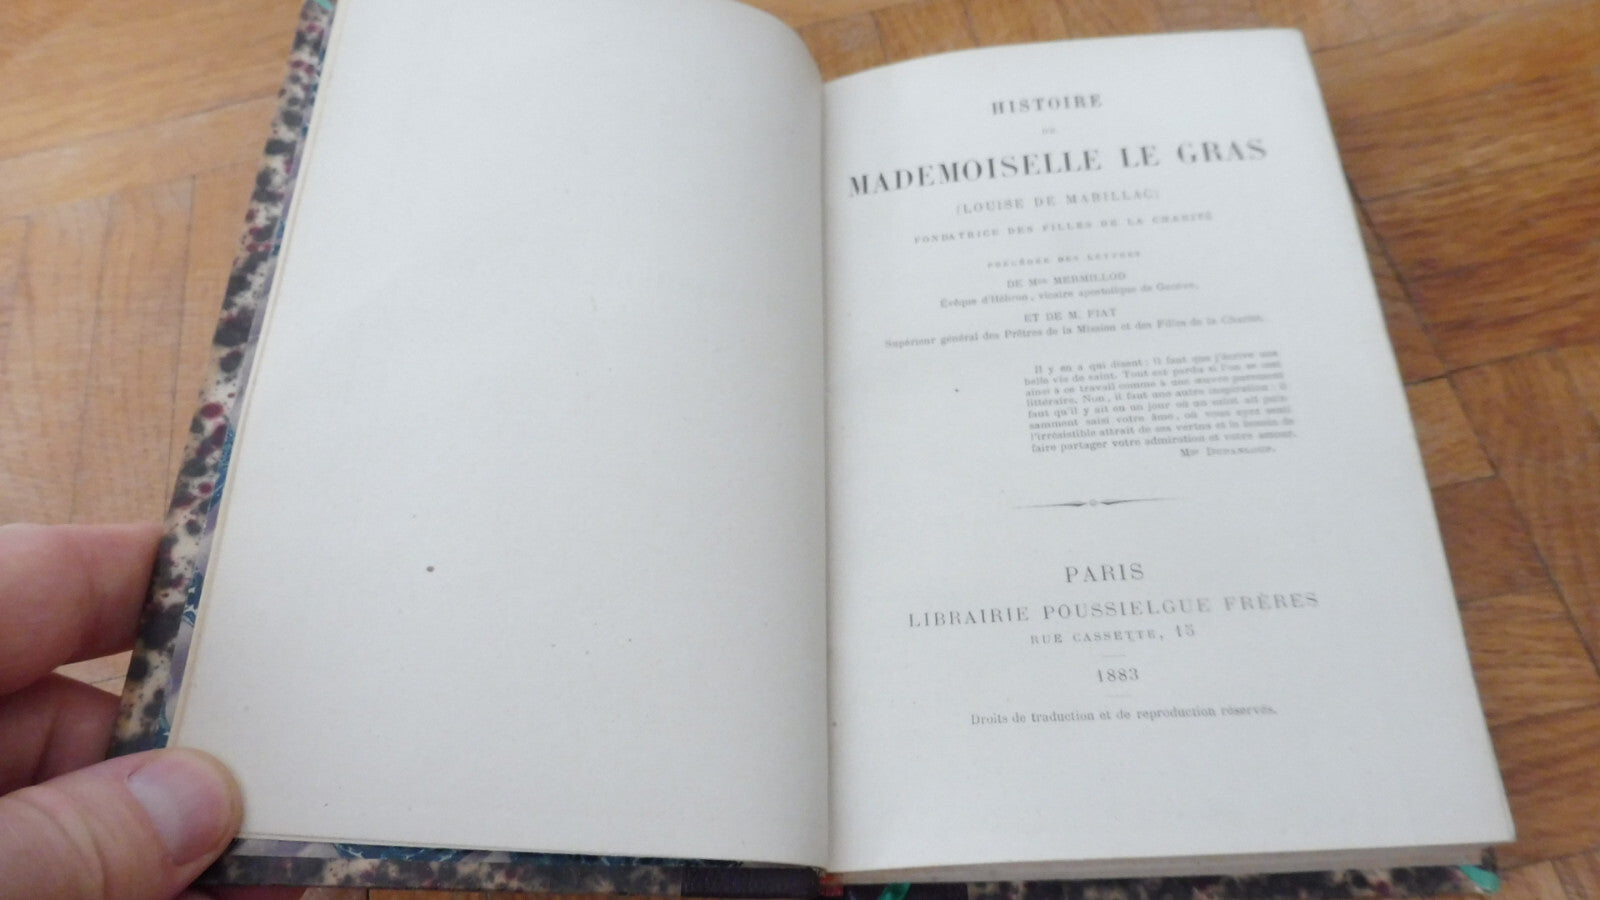 HISTOIRE
DE
MADEMOISELLE LE GRAS
(LOUISE DE MARILLAC)
FONDATRICE DES FILLES DE LA CHARITÉ
PRÉCÉDÉE DES LETTRES
DE Mgr MERMILLOD
Évêque d'Hébron, vicaire apostolique de Genève,
ET DE M. FIAT
Supérieur général des Prêtres de la Mission et des Filles de la Charité.
Il y en a qui disent : il faut que j'écrive une
belle vie de saint. Tout est perdu si l'on se met
ainsi à ce travail comme à une œuvre purement
littéraire. Non, il faut une autre inspiration : il
faut qu'il y ait eu un jour où un saint ait puis-
samment saisi votre âme, où vous ayez senti
l'irrésistible attrait de ses vertus et le besoin de
faire partager votre admiration et votre amour.
Mgr DUPANLOUP.
PARIS
LIBRAIRIE POUSSIELGUE FRÈRES
RUE CASSETTE, 15
1883
Droits de traduction et de reproduction réservés.